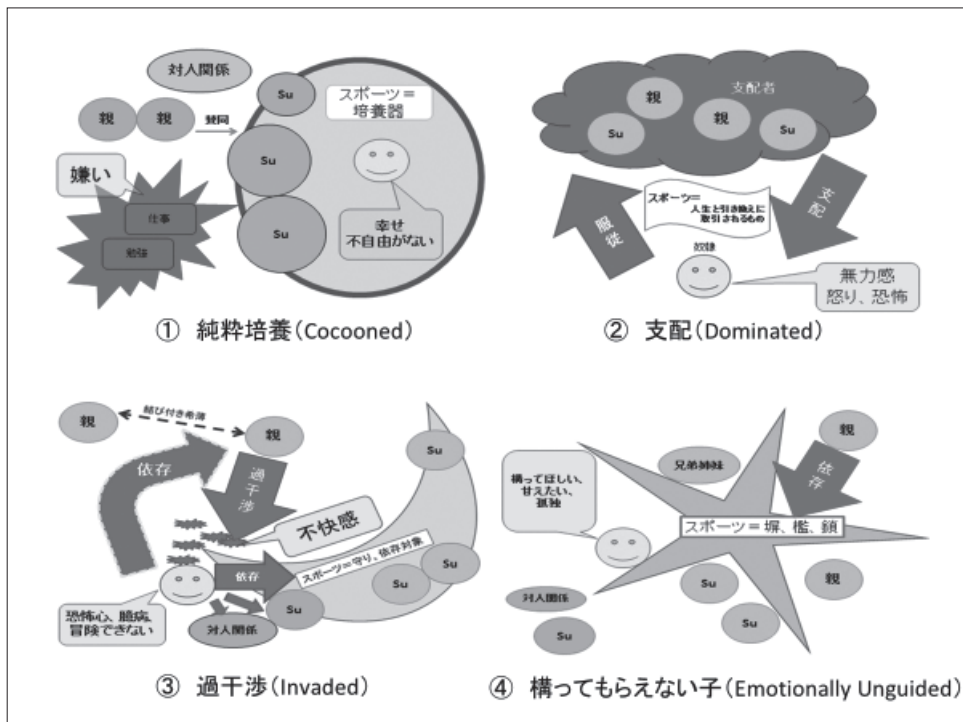 対人関係
親
親
賛同
Su
Su
Su
スポーツ＝
培養器
嫌い
仕事
勉強
幸せ
不自由がない
① 純粋培養（Cocooned）
支配者
親
Su
親
Su
服従
スポーツ＝
人生と引き換えに
取引されるもの
支配
奴隷
無力感
怒り、恐怖
② 支配（Dominated）
親
結び付き希薄
親
依存
過干渉
不快感
Su
スポーツ＝守り、依存対象
依存
Su
Su
Su
対人関係
恐怖心、臆病、
冒険できない
③ 過干渉（Invaded）
親
兄弟姉妹
依存
構ってほしい、
甘えたい、
孤独
スポーツ＝塀、檻、鎖
親
Su
Su
対人関係
Su
④ 構ってもらえない子（Emotionally Unguided）